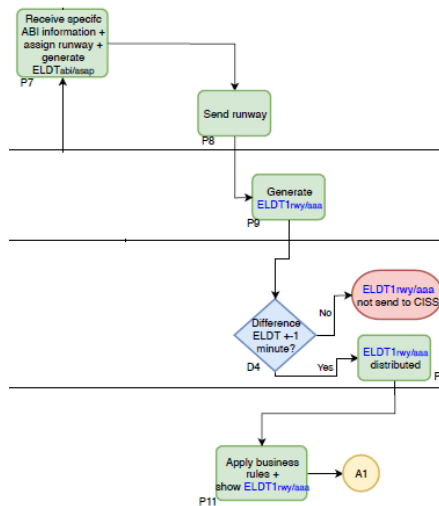 Receive specifc
ABI information +
assign runway +
generate
ELDTabi/asap
P7
Send runway
P8
Generate
ELDT1rwy/aaa
P9
ELDT1rwy/aaa
not send to CISS
No
Difference
ELDT +-1
minute?
D4
Yes
ELDT1rwy/aaa
distributed
P
Apply business
rules +
show ELDT1rwy/aaa
P11
A1